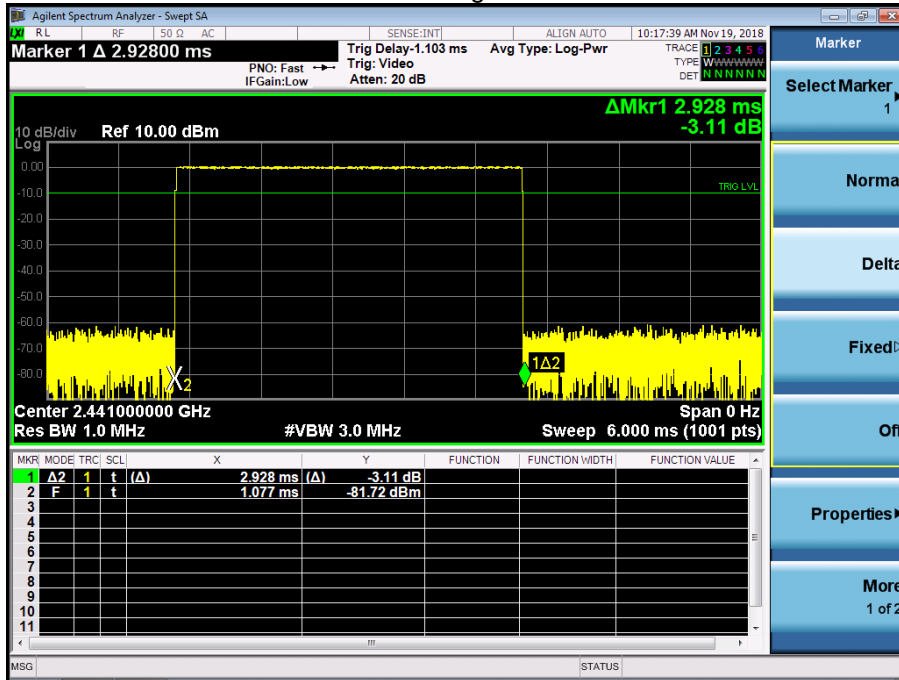 Agilent Spectrum Analyzer - Swept SA
LXI RL RF 50 Ω AC SENSE:INT ALIGN AUTO 10:17:39 AM Nov 19, 2018
Marker 1 Δ 2.92800 ms
Trig Delay-1.103 ms Avg Type: Log-Pwr TRACE 1 2 3 4 5 6
PNO: Fast Trig: Video TYPE WWWWWW
IFGain:Low Atten: 20 dB DET N N N N N N
ΔMkr1 2.928 ms
-3.11 dB
10 dB/div Ref 10.00 dBm
Log
0.00
-10.0
TRIG LVL
-20.0
-30.0
-40.0
-50.0
-60.0
-70.0
-80.0
1Δ2
X2
Center 2.441000000 GHz Span 0 Hz
Res BW 1.0 MHz #VBW 3.0 MHz Sweep 6.000 ms (1001 pts)
MKR MODE TRC SCL X Y FUNCTION FUNCTION WIDTH FUNCTION VALUE
1 Δ2 1 t (Δ) 2.928 ms (Δ) -3.11 dB
2 F 1 t 1.077 ms -81.72 dBm
3
4
5
6
7
8
9
10
11
MSG STATUS
Marker
Select Marker
1
Norma
Delta
Fixed
Of
Properties
More
1 of 2